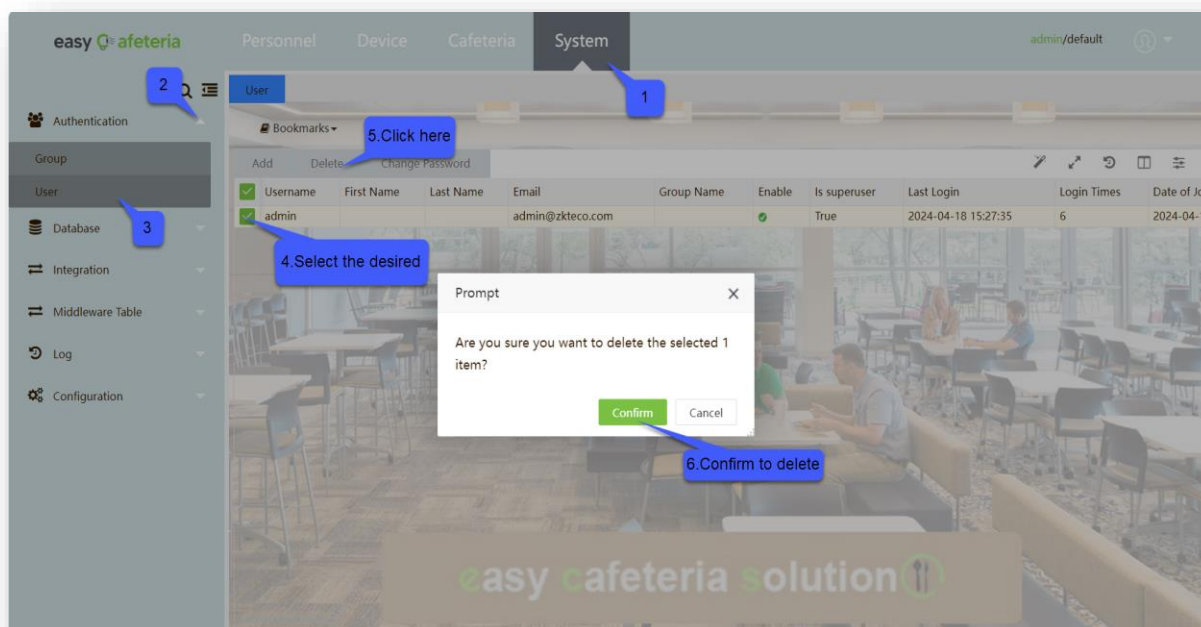 easy Cafeteria
Personnel Device Cafeteria System
admin/default
2
1
User
Authentication
Bookmarks
5.Click here
Group
Add Delete Change Password
User
Username First Name Last Name Email Group Name Enable Is superuser Last Login Login Times Date of Jo
admin admin@zkteco.com True 2024-04-18 15:27:35 6 2024-04-1
Database
3
4.Select the desired
Integration
Prompt
Middleware Table
Are you sure you want to delete the selected 1
item?
Log
Configuration
Confirm Cancel
6.Confirm to delete
easy cafeteria solution